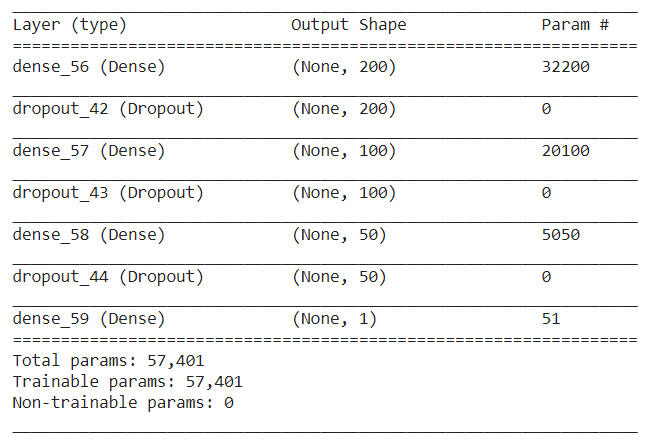 Layer (type) Output Shape Param #
dense_56 (Dense) (None, 200) 32200
dropout_42 (Dropout) (None, 200) 0
dense_57 (Dense) (None, 100) 20100
dropout_43 (Dropout) (None, 100) 0
dense_58 (Dense) (None, 50) 5050
dropout_44 (Dropout) (None, 50) 0
dense_59 (Dense) (None, 1) 51
Total params: 57,401
Trainable params: 57,401
Non-trainable params: 0